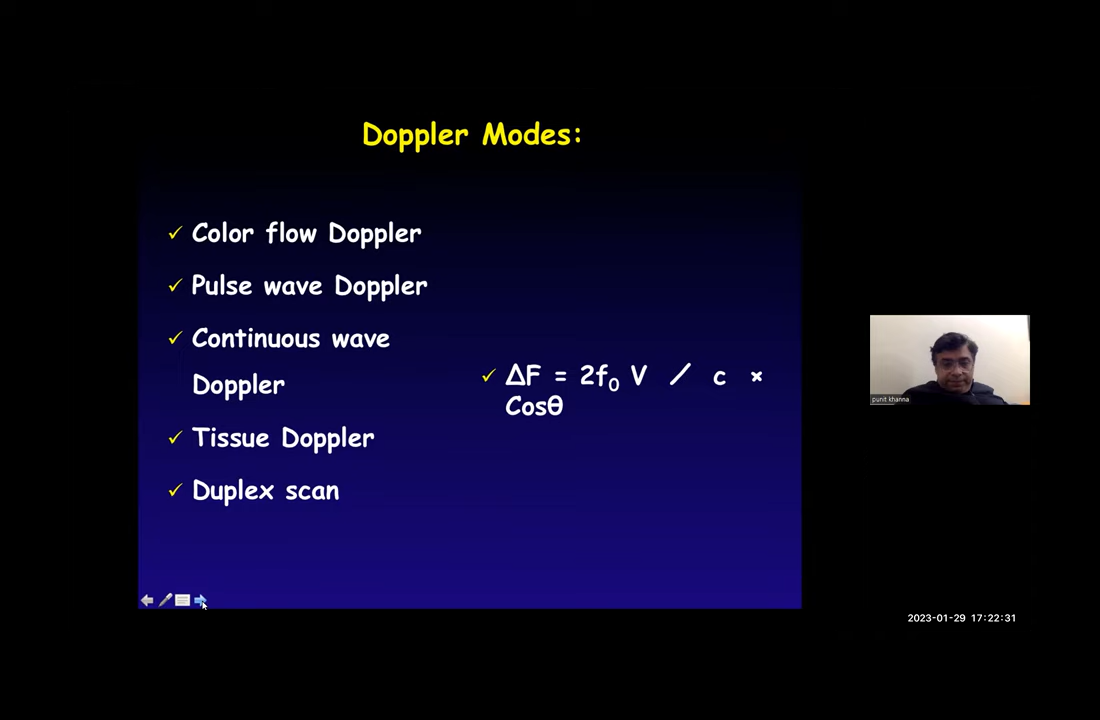 Doppler Modes:
✓ Color flow Doppler
✓ Pulse wave Doppler
✓ Continuous wave
Doppler
✓ Tissue Doppler
✓ Duplex scan
✓ ΔF = 2f₀ V / c ×
Cosθ
punit khanna
2023-01-29 17:22:31